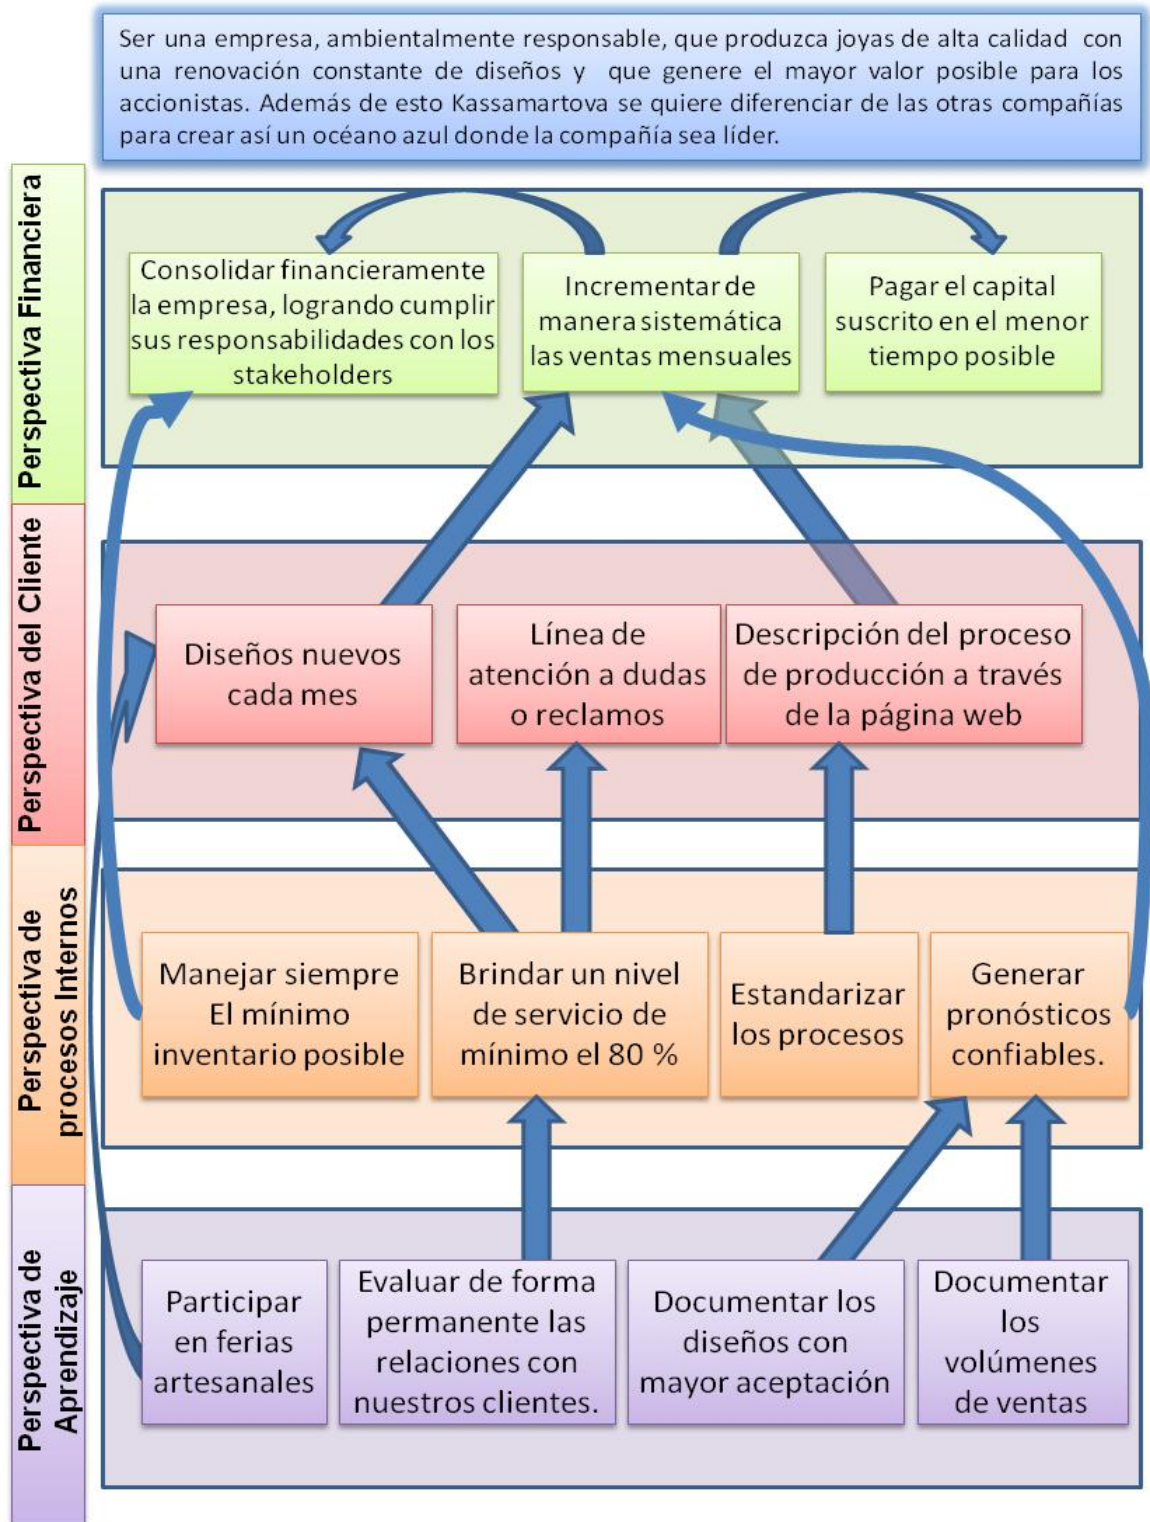 Ser una empresa, ambientalmente responsable, que produzca joyas de alta calidad con
una renovación constante de diseños y que genere el mayor valor posible para los
accionistas. Además de esto Kassamartova se quiere diferenciar de las otras compañías
para crear así un océano azul donde la compañía sea líder.
Perspectiva Financiera
Consolidar financieramente
la empresa, logrando cumplir
sus responsabilidades con los
stakeholders
Incrementar de
manera sistemática
las ventas mensuales
Pagar el capital
suscrito en el menor
tiempo posible
Perspectiva del Cliente
Diseños nuevos
cada mes
Línea de
atención a dudas
o reclamos
Descripción del proceso
de producción a través
de la página web
Perspectiva de
procesos Internos
Manejar siempre
El mínimo
inventario posible
Brindar un nivel
de servicio de
mínimo el 80 %
Estandarizar
los procesos
Generar
pronósticos
confiables.
Perspectiva de
Aprendizaje
Participar
en ferias
artesanales
Evaluar de forma
permanente las
relaciones con
nuestros clientes.
Documentar los
diseños con
mayor aceptación
Documentar
los
volúmenes
de ventas